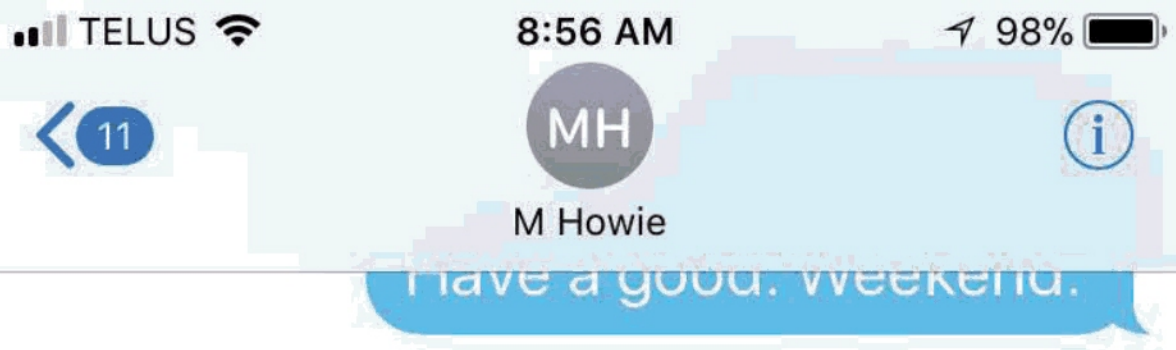 TELUS 8:56 AM 98%
11 MH i
M Howie
Have a good. Weekend.